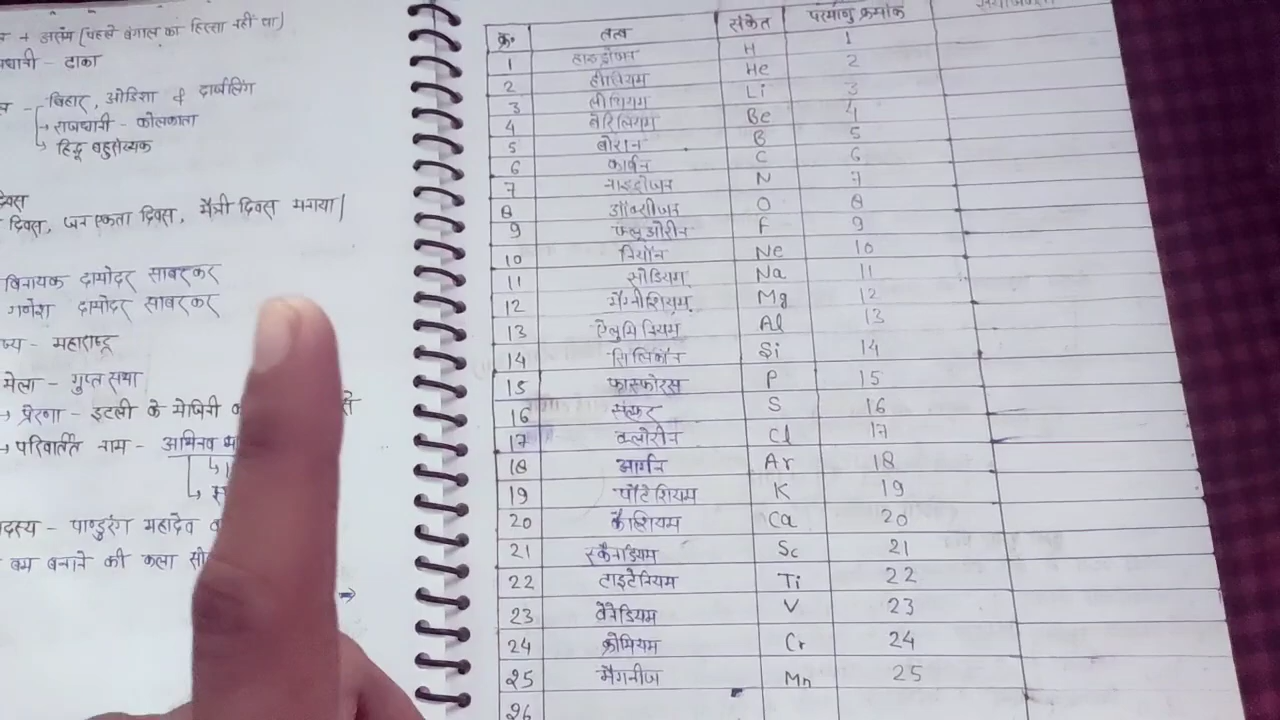 + असम (पहले बंगाल का हिस्सा नहीं था)
- ढाका
बिहार, ओडिशा & दार्जिलिंग
→ राजधानी - कोलकाता
→ हिंदू बहुसंख्यक
दिवस, जन एकता दिवस, मैत्री दिवस मनाया|
विनायक दामोदर सावरकर
गणेश दामोदर सावरकर
- महाराष्ट्र
मेला - गुप्त सभा
→ प्रेरणा - इटली के
→ परिवर्तित नाम - अभिनव
- पाण्डुरंग महादेव
बम बनाने की कला
क्र॰ तत्व संकेत परमाणु क्रमांक
1 हाइड्रोजन H 1
2 हीलियम He 2
3 लीथियम Li 3
4 बेरिलियम Be 4
5 बोरान B 5
6 कार्बन C 6
7 नाइट्रोजन N 7
8 ऑक्सीजन O 8
9 फ्लूओरीन F 9
10 नियॉन Ne 10
11 सोडियम Na 11
12 मैग्नीशियम Mg 12
13 ऐलुमिनियम Al 13
14 सिलिकॉन Si 14
15 फास्फोरस P 15
16 सल्फर S 16
17 क्लोरीन Cl 17
18 आर्गन Ar 18
19 पोटेशियम K 19
20 कैल्शियम Ca 20
21 स्कैनडियम Sc 21
22 टाइटेनियम Ti 22
23 वेनेडियम V 23
24 क्रोमियम Cr 24
25 मैगनीज Mn 25
26